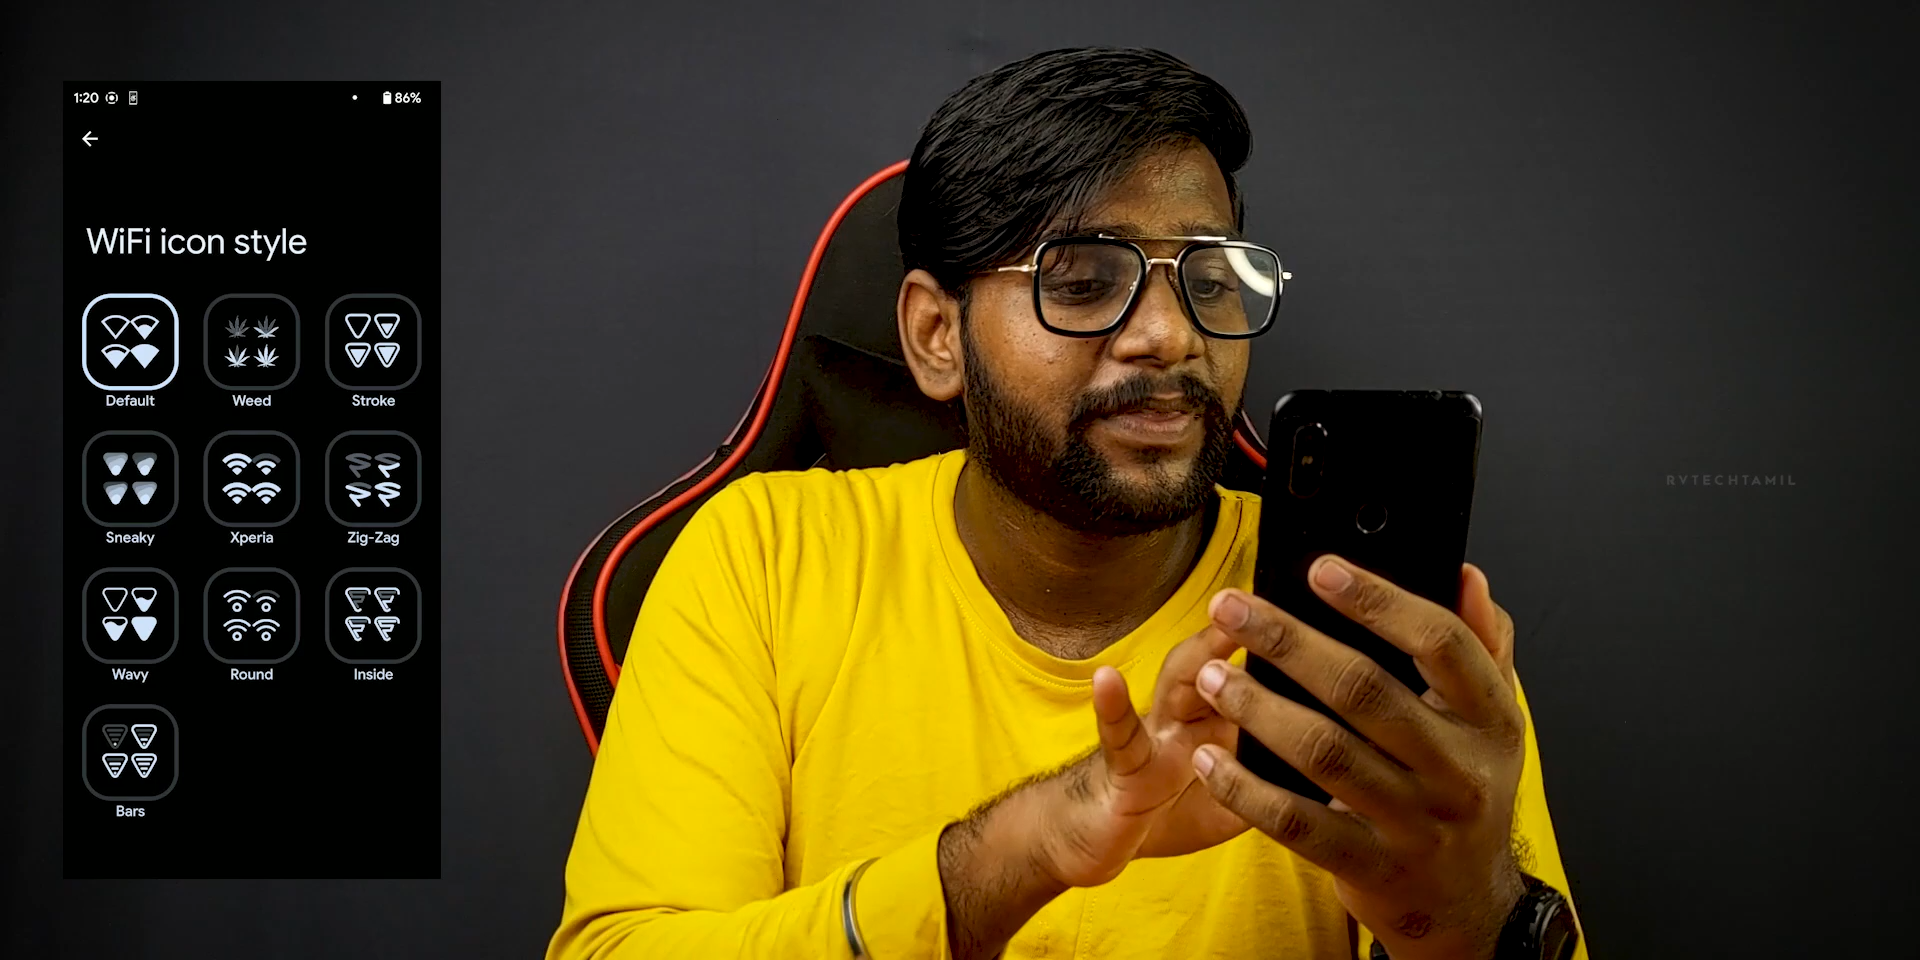 1:20 86%
WiFi icon style
Default Weed Stroke
Sneaky Xperia Zig-Zag
Wavy Round Inside
Bars
RVTECHTAMIL